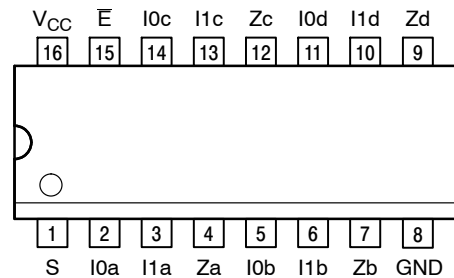 V_CC E̅ I0c I1c Zc I0d I1d Zd
16 15 14 13 12 11 10 9
1 2 3 4 5 6 7 8
S I0a I1a Za I0b I1b Zb GND